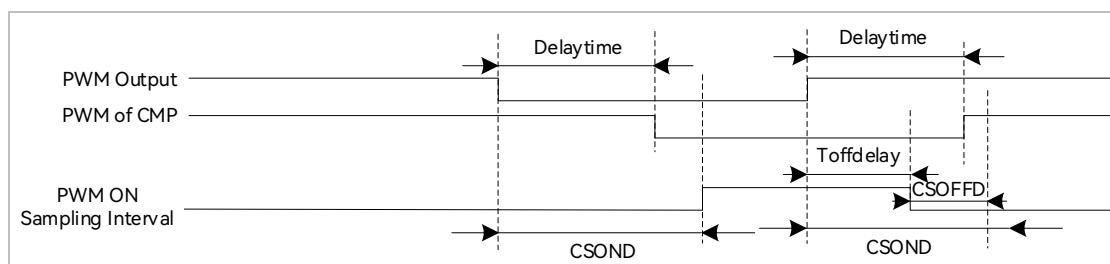 Delaytime
Delaytime
PWM Output
PWM of CMP
Toffdelay
PWM ON
Sampling Interval
CSOFFD
CSOND
CSOND